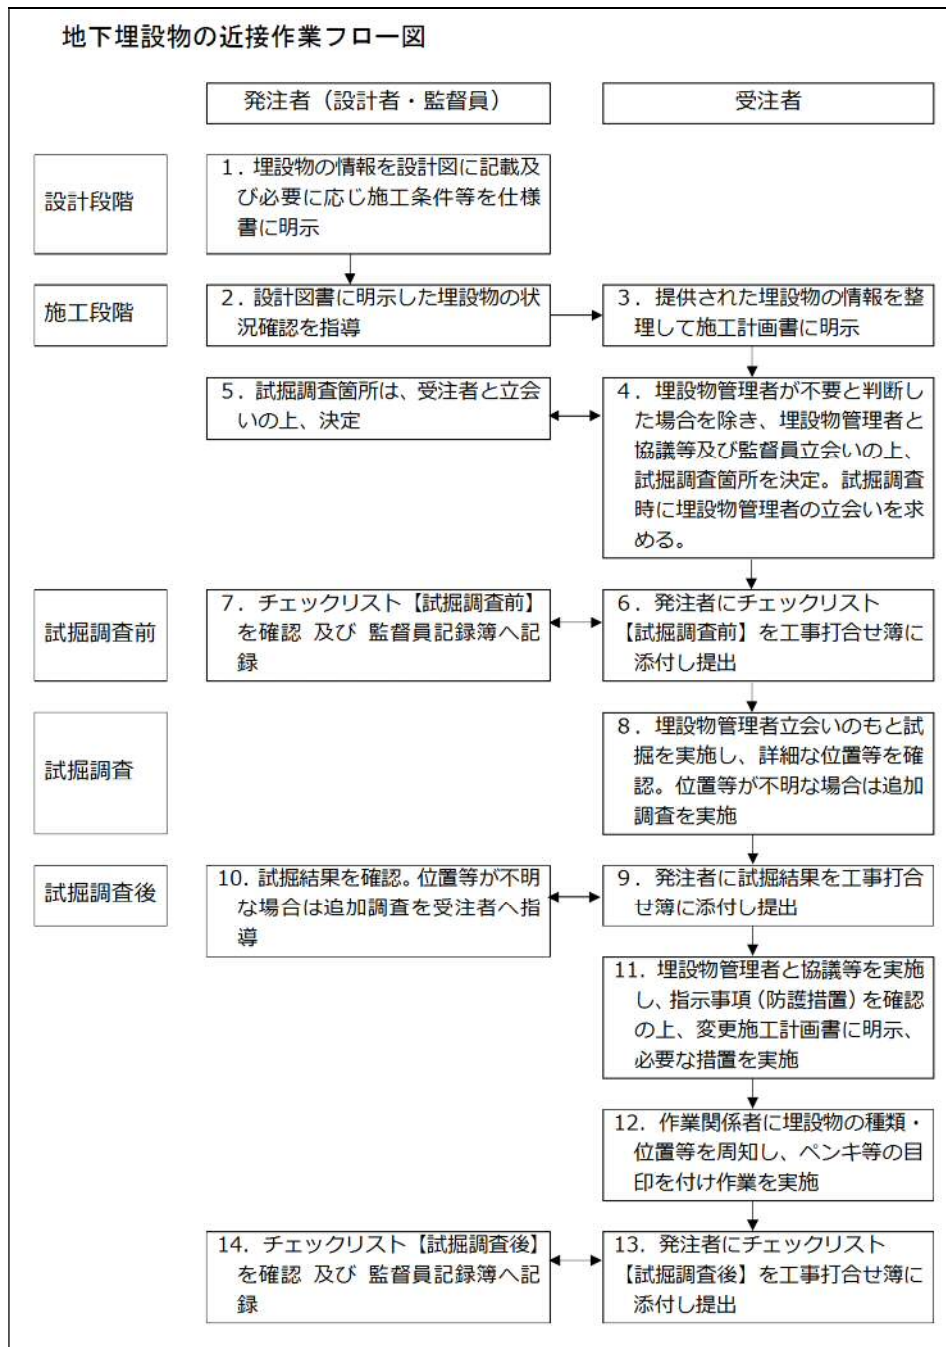 地下埋設物の近接作業フロー図
発注者（設計者・監督員）
受注者
設計段階
1．埋設物の情報を設計図に記載及
び必要に応じ施工条件等を仕様
書に明示
施工段階
2．設計図書に明示した埋設物の状
況確認を指導
3．提供された埋設物の情報を整
理して施工計画書に明示
5．試掘調査箇所は、受注者と立会
いの上、決定
4．埋設物管理者が不要と判断し
た場合を除き、埋設物管理者と
協議等及び監督員立会いの上、
試掘調査箇所を決定。試掘調査
時に埋設物管理者の立会いを求
める。
試掘調査前
7．チェックリスト【試掘調査前】
を確認 及び 監督員記録簿へ記
録
6．発注者にチェックリスト
【試掘調査前】を工事打合せ簿に
添付し提出
試掘調査
8．埋設物管理者立会いのもと試
掘を実施し、詳細な位置等を確
認。位置等が不明な場合は追加
調査を実施
試掘調査後
10．試掘結果を確認。位置等が不明
な場合は追加調査を受注者へ指
導
9．発注者に試掘結果を工事打合
せ簿に添付し提出
11．埋設物管理者と協議等を実施
し、指示事項（防護措置）を確認
の上、変更施工計画書に明示、
必要な措置を実施
12．作業関係者に埋設物の種類・
位置等を周知し、ペンキ等の目
印を付け作業を実施
14．チェックリスト【試掘調査後】
を確認 及び 監督員記録簿へ記
録
13．発注者にチェックリスト
【試掘調査後】を工事打合せ簿に
添付し提出